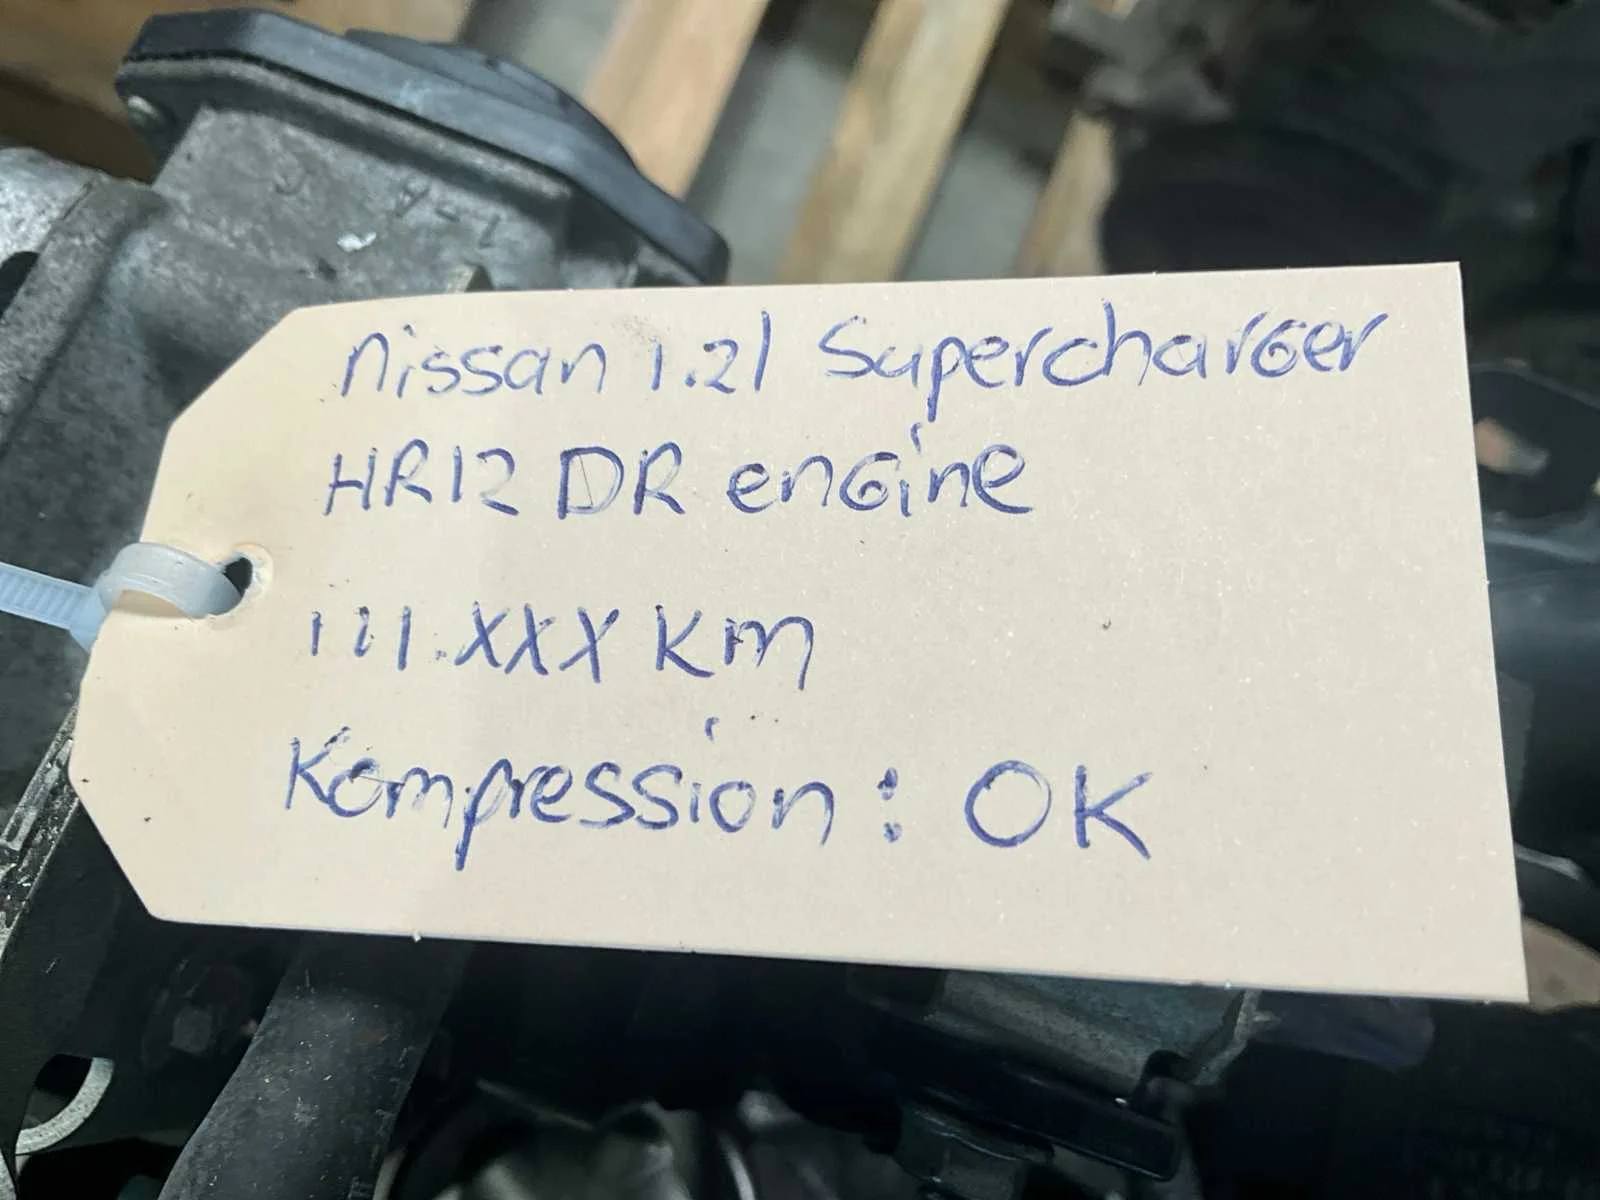 Nissan 1.2l Supercharger
HR12 DR engine
111.xxx km
Kompression : OK